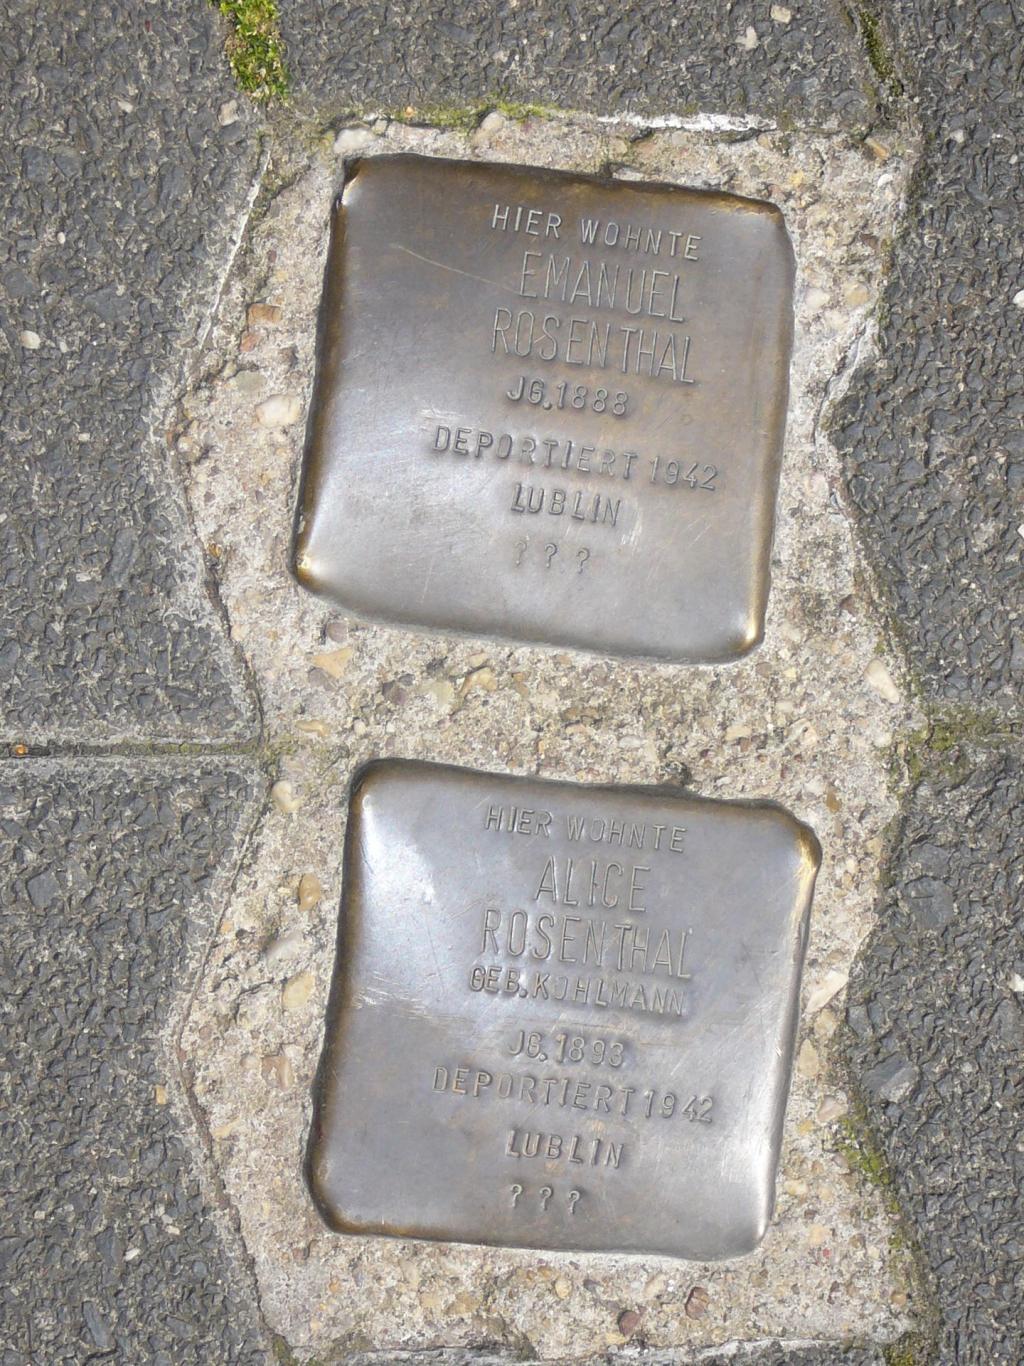 HIER WOHNTE
EMANUEL
ROSENTHAL
JG. 1888
DEPORTIERT 1942
LUBLIN
? ? ?
HIER WOHNTE
ALICE
ROSENTHAL
GEB. KOHLMANN
JG. 1893
DEPORTIERT 1942
LUBLIN
? ? ?